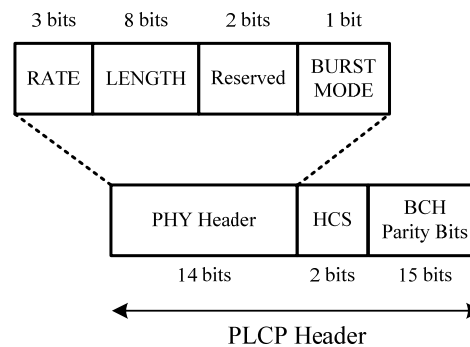 3 bits 8 bits 2 bits 1 bit
RATE LENGTH Reserved BURST MODE
PHY Header HCS BCH Parity Bits
14 bits 2 bits 15 bits
PLCP Header